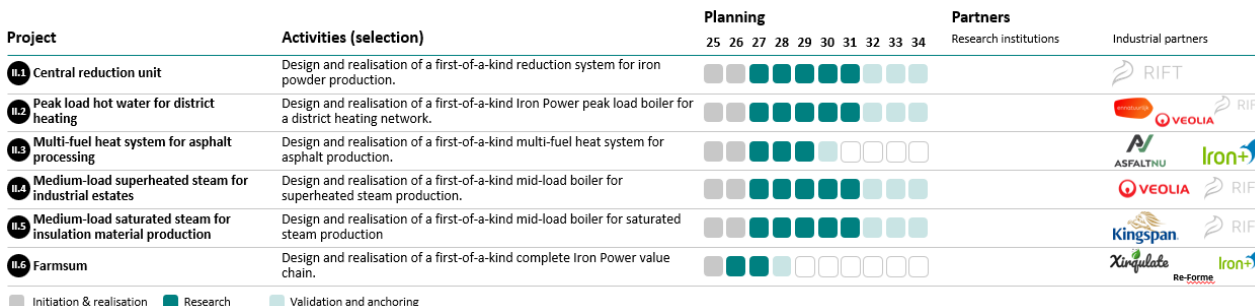 Planning
Partners
Project
Activities (selection)
25 26 27 28 29 30 31 32 33 34
Research institutions
Industrial partners
II.1 Central reduction unit
Design and realisation of a first-of-a-kind reduction system for iron
powder production.
RIFT
II.2 Peak load hot water for district
heating
Design and realisation of a first-of-a-kind Iron Power peak load boiler for
a district heating network.
ennatuurlijk
VEOLIA
RIF
II.3 Multi-fuel heat system for asphalt
processing
Design and realisation of a first-of-a-kind multi-fuel heat system for
asphalt production.
ASFALTNU
Iron+
II.4 Medium-load superheated steam for
industrial estates
Design and realisation of a first-of-a-kind mid-load boiler for
superheated steam production.
VEOLIA
RIF
II.5 Medium-load saturated steam for
insulation material production
Design and realisation of a first-of-a-kind mid-load boiler for saturated
steam production
Kingspan.
RIF
II.6 Farmsum
Design and realisation of a first-of-a-kind complete Iron Power value
chain.
Xirqulate
Re-Forme
Iron+
Initiation & realisation
Research
Validation and anchoring